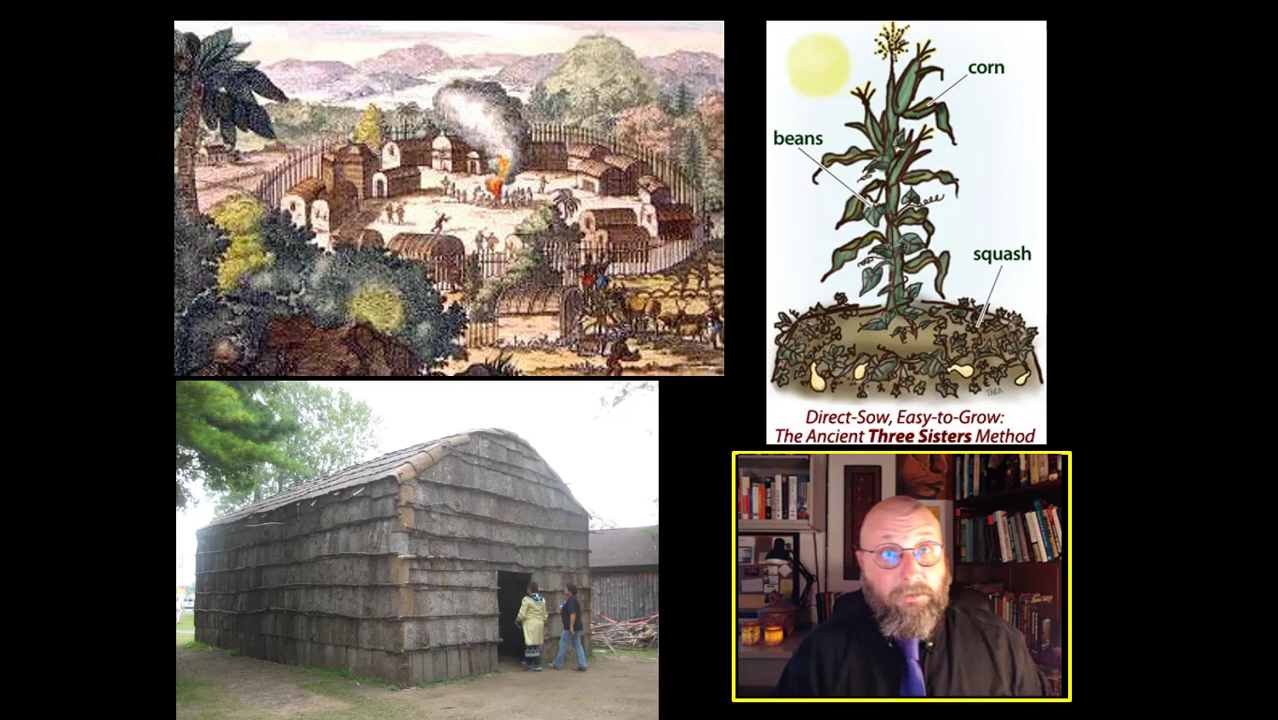 corn
beans
squash
Direct-Sow, Easy-to-Grow:
The Ancient Three Sisters Method